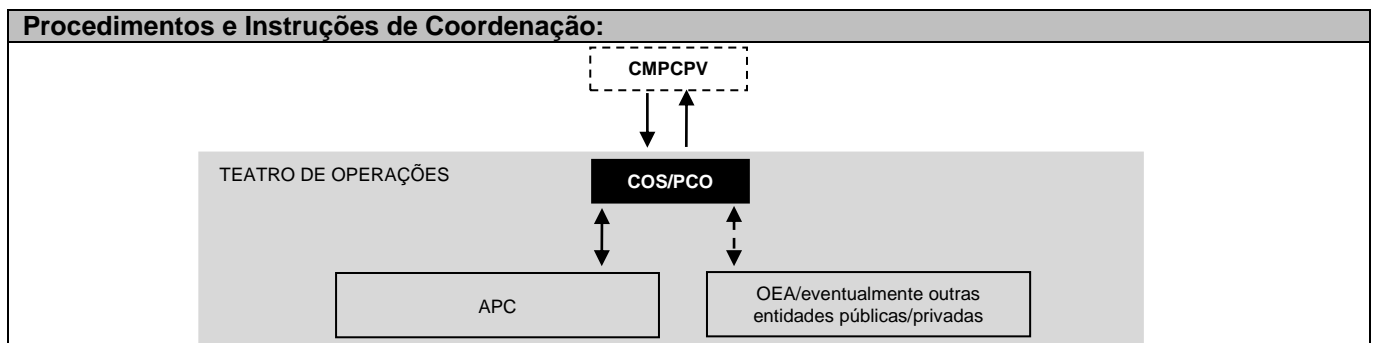 Procedimentos e Instruções de Coordenação:
CMPCPV
TEATRO DE OPERAÇÕES
COS/PCO
APC
OEA/eventualmente outras
entidades públicas/privadas